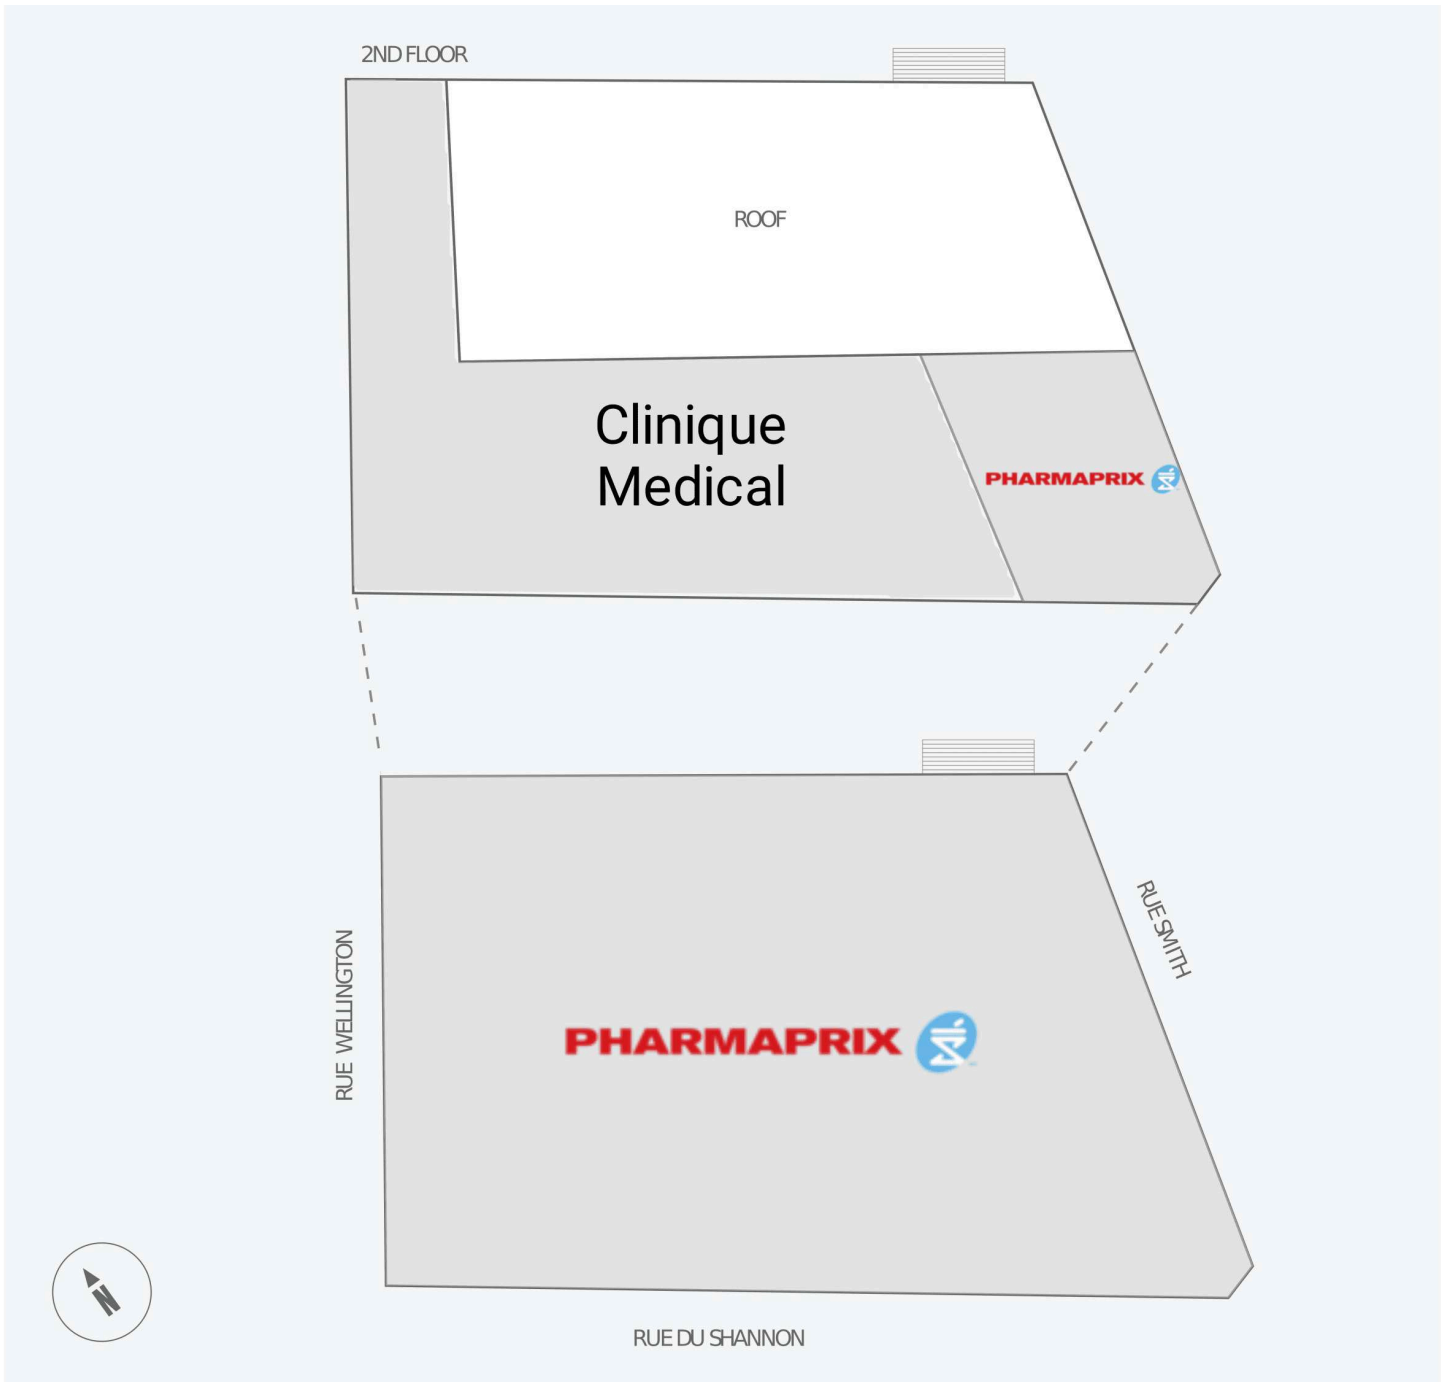 2ND FLOOR
ROOF
Clinique
Medical
PHARMAPRIX
RUE SMITH
RUE WELLINGTON
PHARMAPRIX
N
RUE DU SHANNON